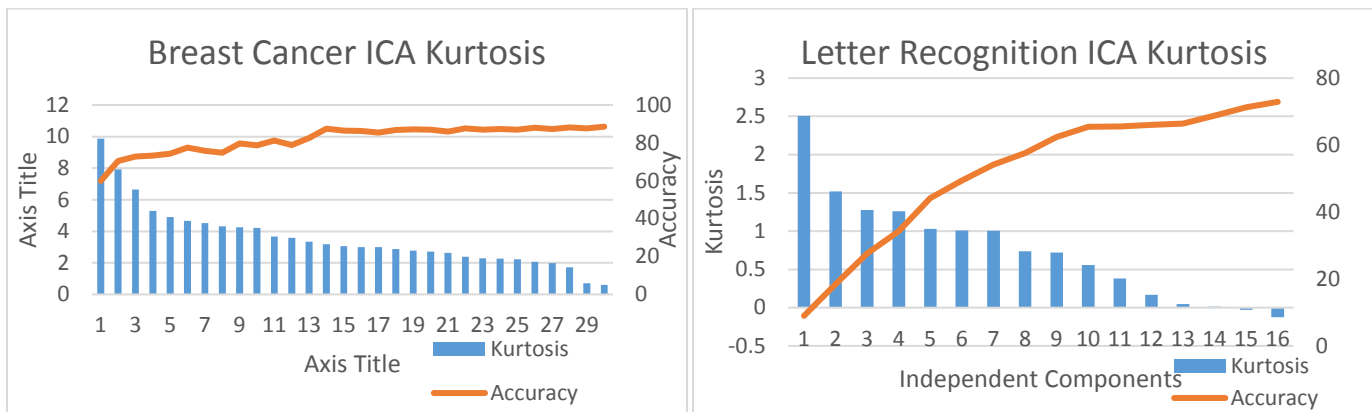 Breast Cancer ICA Kurtosis
12
10
8
6
4
2
0
Axis Title
100
80
60
40
20
0
Accuracy
1 3 5 7 9 11 13 15 17 19 21 23 25 27 29
Axis Title
Kurtosis
Accuracy
Letter Recognition ICA Kurtosis
3
2.5
2
1.5
1
0.5
0
-0.5
Kurtosis
80
60
40
20
0
1 2 3 4 5 6 7 8 9 10 11 12 13 14 15 16
Independent Components
Kurtosis
Accuracy